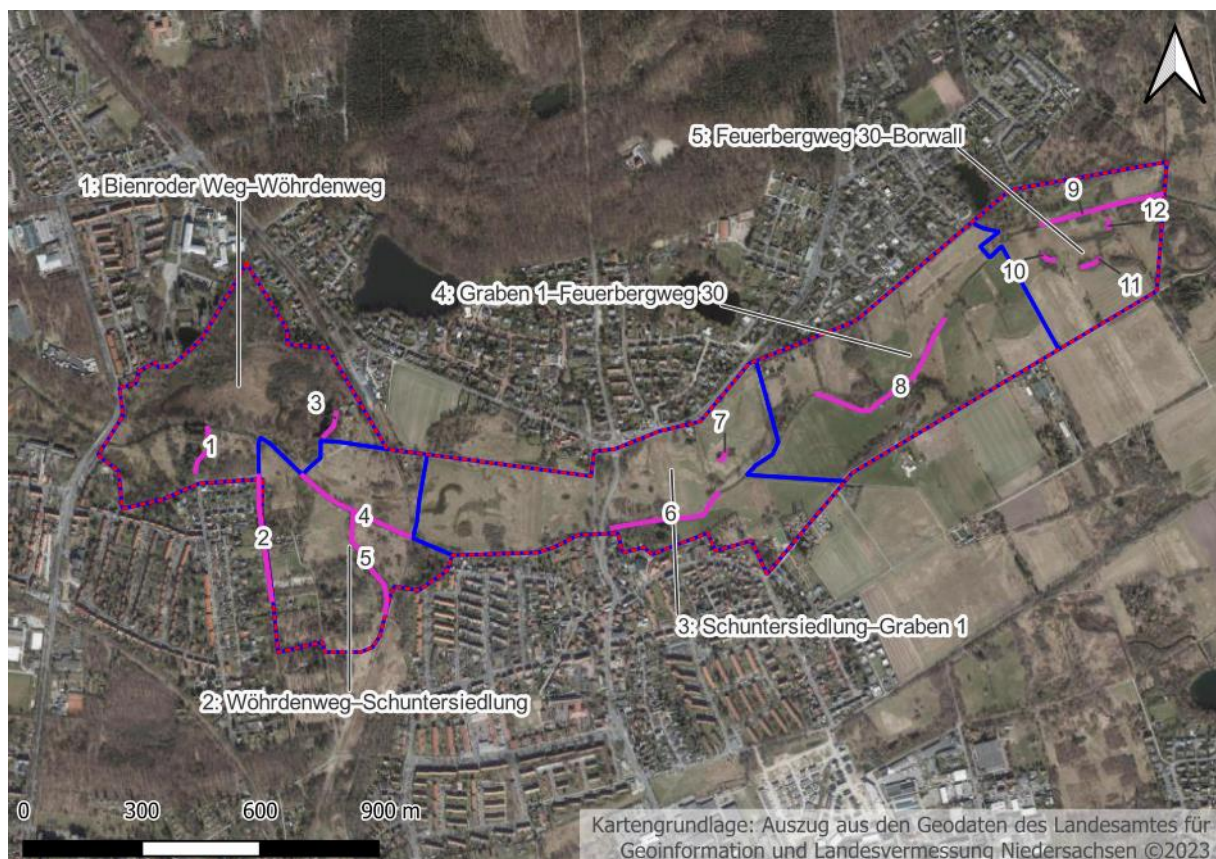 5: Feuerbergweg 30–Borwall
1: Bienroder Weg–Wöhrdenweg
9
12
10
11
4: Graben 1–Feuerbergweg 30
8
3
7
1
4
6
2
5
3: Schuntersiedlung–Graben 1
2: Wöhrdenweg–Schuntersiedlung
0 300 600 900 m
Kartengrundlage: Auszug aus den Geodaten des Landesamtes für
Geoinformation und Landesvermessung Niedersachsen ©2023